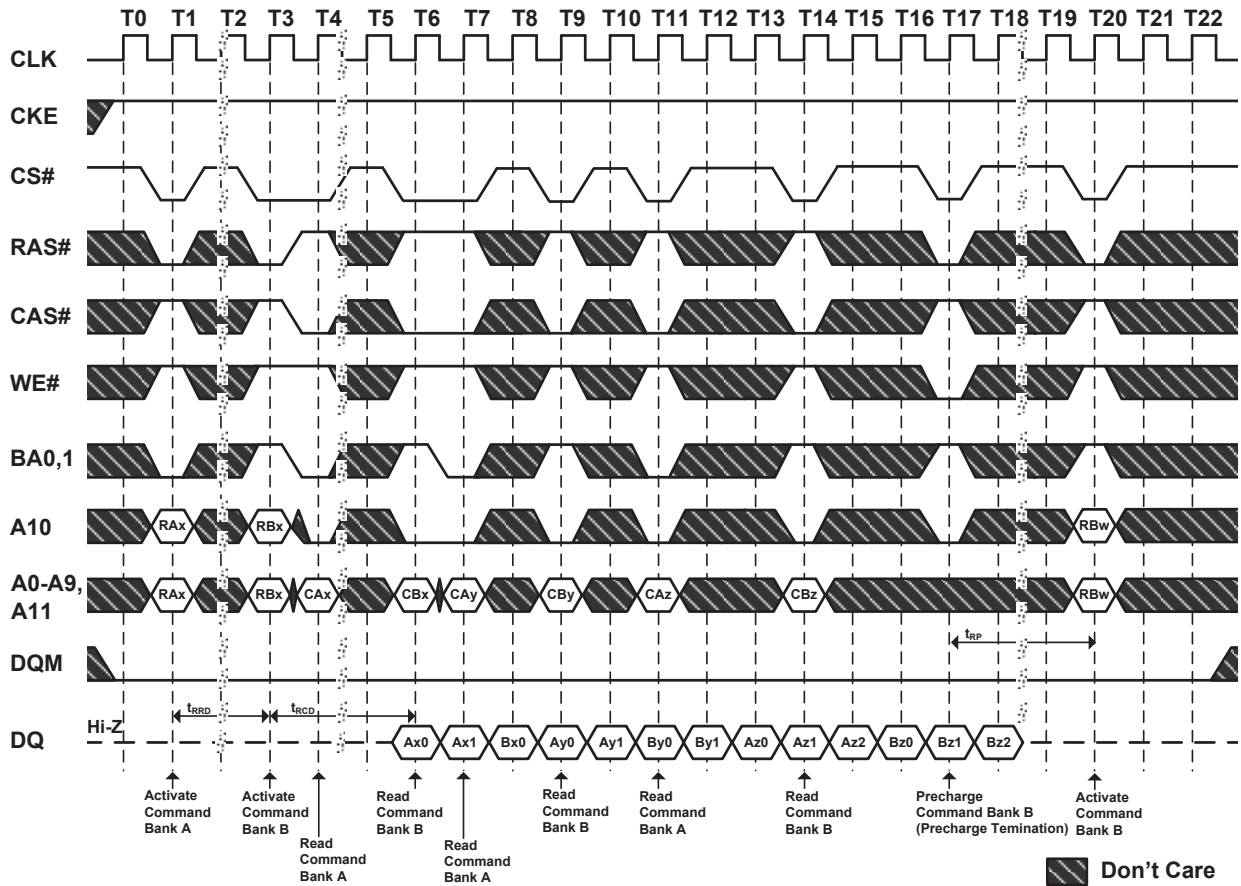 T0 T1 T2 T3 T4 T5 T6 T7 T8 T9 T10 T11 T12 T13 T14 T15 T16 T17 T18 T19 T20 T21 T22
CLK
CKE
CS#
RAS#
CAS#
WE#
BA0,1
A10
RAx RBx RBw
A0-A9,
A11
RAx RBx CAx CBx CAy CBy CAz CBz RBw
tRP
DQM
tRRD tRCD
Hi-Z
DQ
Ax0 Ax1 Bx0 Ay0 Ay1 By0 By1 Az0 Az1 Az2 Bz0 Bz1 Bz2
Activate
Command
Bank A
Activate
Command
Bank B
Read
Command
Bank A
Read
Command
Bank B
Read
Command
Bank A
Read
Command
Bank B
Read
Command
Bank A
Read
Command
Bank B
Precharge
Command Bank B
(Precharge Temination)
Activate
Command
Bank B
Don't Care